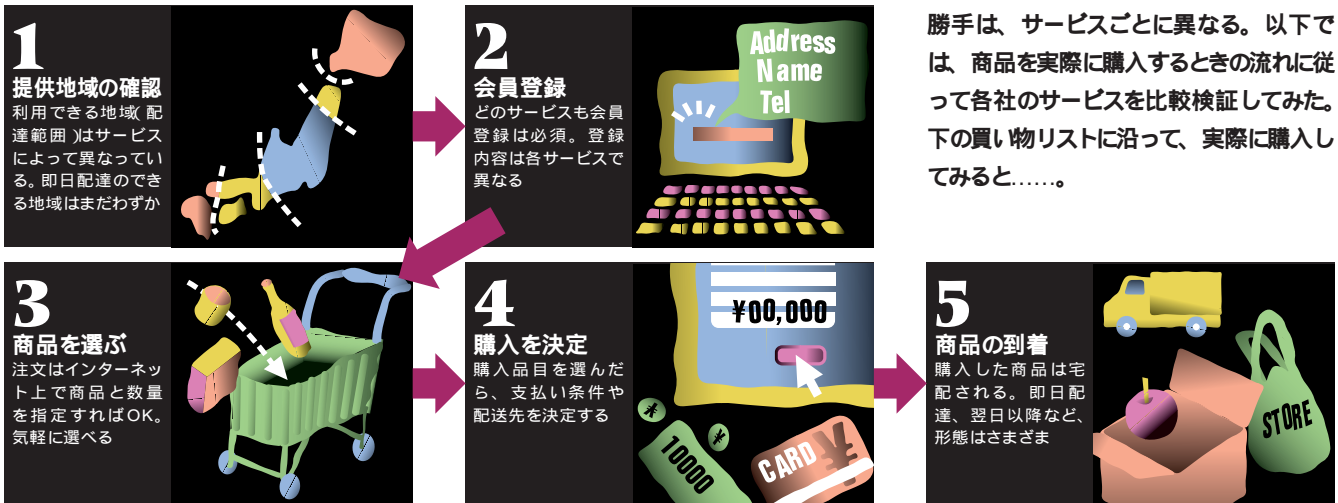 1
提供地域の確認
利用できる地域(配
達範囲)はサービス
によって異なってい
る。即日配達のでき
る地域はまだわずか
2
会員登録
どのサービスも会員
登録は必須。登録
内容は各サービスで
異なる
Address
Name
Tel
勝手は、サービスごとに異なる。以下で
は、商品を実際に購入するときの流れに従
って各社のサービスを比較検証してみた。
下の買い物リストに沿って、実際に購入し
てみると……。
3
商品を選ぶ
注文はインターネッ
ト上で商品と数量
を指定すればOK。
気軽に選べる
4
購入を決定
購入品目を選んだ
ら、支払い条件や
配送先を決定する
¥00,000
¥
¥
10000
CARD ¥
5
商品の到着
購入した商品は宅
配される。即日配
達、翌日以降など、
形態はさまざま
STORE